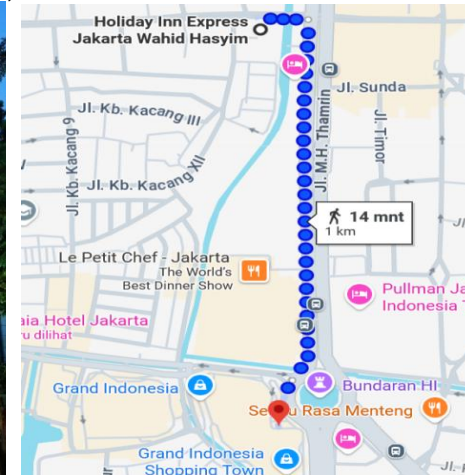 Holiday Inn Express
Jakarta Wahid Hasyim
Jl. Sunda
Jl. Kb. Kacang III
Jl. Kb. Kacang 9
Jl. Timor
Jl. M.H. Thamrin
Jl. Kb. Kacang XII
14 mnt
1 km
Le Petit Chef - Jakarta
The World's
Best Dinner Show
Pullman Ja
Indonesia T
aia Hotel Jakarta
ru dilihat
Bundaran HI
Grand Indonesia
Rasa Menteng
Grand Indonesia
Shopping Town